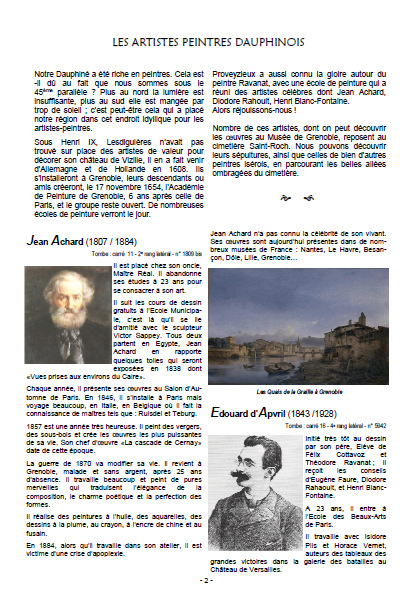 LES ARTISTES PEINTRES DAUPHINOIS
Notre Dauphiné a été riche en peintres. Cela est
-il dû au fait que nous sommes sous le
45ème parallèle ? Plus au nord la lumière est
insuffisante, plus au sud elle est mangée par
trop de soleil ; c'est peut-être cela qui a placé
notre région dans cet endroit idyllique pour les
artistes-peintres.
Sous Henri IX, Lesdiguières n'avait pas
trouvé sur place des artistes de valeur pour
décorer son château de Vizille, il en a fait venir
d'Allemagne et de Hollande en 1608. Ils
s'installeront à Grenoble, leurs descendants ou
amis créeront, le 17 novembre 1654, l'Académie
de Peinture de Grenoble, 6 ans après celle de
Paris, et le groupe reste ouvert. De nombreuses
écoles de peinture verront le jour.
Proveyzieux a aussi connu la gloire autour du
peintre Ravanat, avec une école de peinture qui a
réuni des artistes célèbres dont Jean Achard,
Diodore Rahoult, Henri Blanc-Fontaine.
Alors réjouissons-nous !
Nombre de ces artistes, dont on peut découvrir
les œuvres au Musée de Grenoble, reposent au
cimetière Saint-Roch. Nous pouvons découvrir
leurs sépultures, ainsi que celles de bien d'autres
peintres isérois, en parcourant les belles allées
ombragées du cimetière.
Jean Achard (1807 / 1884)
Tombe : carré 11 - 2e rang latéral - n° 1809 bis
Il est placé chez son oncle,
Maître Réal. Il abandonne
ses études à 23 ans pour
se consacrer à son art.
Il suit les cours de dessin
gratuits à l'Ecole Municipa-
le, c'est là qu'il se lie
d'amitié avec le sculpteur
Victor Sappey. Tous deux
partent en Egypte, Jean
Achard en rapporte
quelques toiles qui seront
exposées en 1838 dont
«Vues prises aux environs du Caire».
Chaque année, il présente ses œuvres au Salon d'Au-
tomne de Paris. En 1846, il s'installe à Paris mais
voyage beaucoup, en Italie, en Belgique où il fait la
connaissance de maîtres tels que : Ruisdel et Teburg.
1857 est une année très heureuse. Il peint des vergers,
des sous-bois et crée les œuvres les plus puissantes
de sa vie. Son chef d'œuvre «La cascade de Cernay»
date de cette époque.
La guerre de 1870 va modifier sa vie. Il revient à
Grenoble, malade et sans argent, après 25 ans
d'absence. Il travaille beaucoup et peint de pures
merveilles qui traduisent l'élégance de la
composition, le charme poétique et la perfection des
formes.
Il réalise des peintures à l'huile, des aquarelles, des
dessins à la plume, au crayon, à l'encre de chine et au
fusain.
En 1884, alors qu'il travaille dans son atelier, il est
victime d'une crise d'apoplexie.
Jean Achard n'a pas connu la célébrité de son vivant.
Ses œuvres sont aujourd'hui présentes dans de nom-
breux musées de France : Nantes, Le Havre, Besan-
çon, Dôle, Lille, Grenoble...
Les Quais de la Graille à Grenoble
Edouard d'Apvril (1843 /1928)
Tombe : carré 16 - 4e rang latéral - n° 5942
Initié très tôt au dessin
par son père, Elève de
Félix Cottavoz et
Théodore Ravanat ; il
reçoit les conseils
d'Eugène Faure, Diodore
Rahaoult, et Henri Blanc-
Fontaine.
A 23 ans, il entre à
l'Ecole des Beaux-Arts
de Paris.
Il travaille avec Isidore
Pils et Horace Vernet,
auteurs des tableaux des
grandes victoires dans la galerie des batailles au
Château de Versailles.
- 2 -